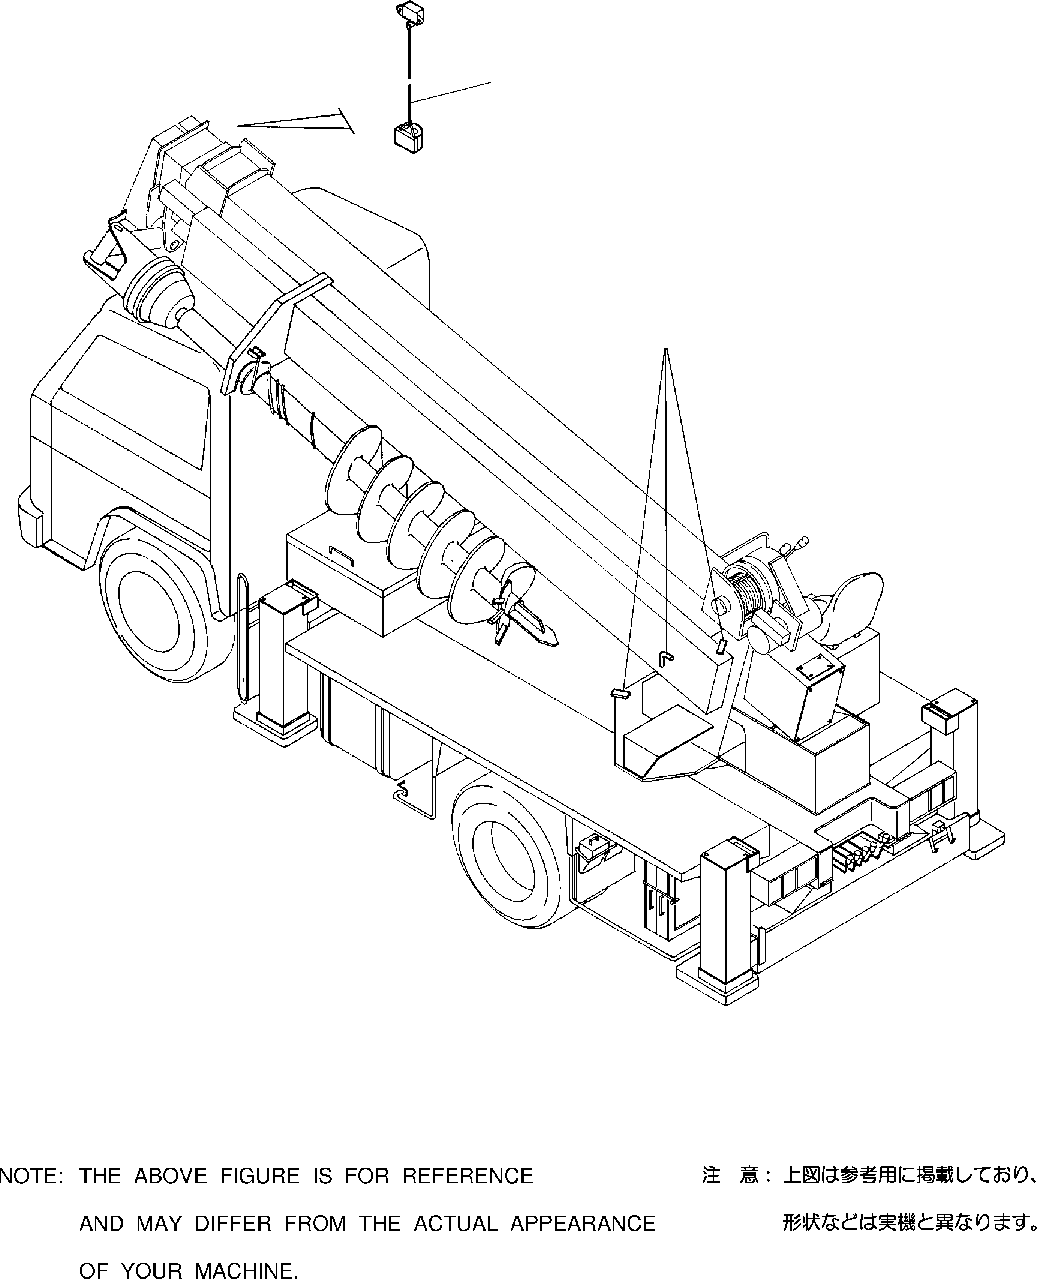 NOTE: THE ABOVE FIGURE IS FOR REFERENCE
AND MAY DIFFER FROM THE ACTUAL APPEARANCE
OF YOUR MACHINE.
注 意： 上図は参考用に掲載しており、
形状などは実機と異なります。